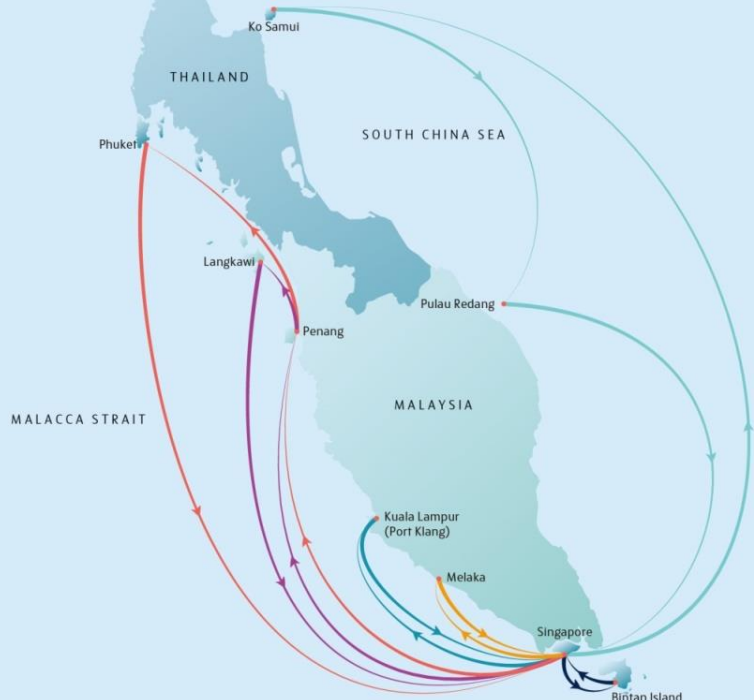 Ko Samui
THAILAND
SOUTH CHINA SEA
Phuket
Langkawi
Pulau Redang
Penang
MALAYSIA
MALACCA STRAIT
Kuala Lampur
(Port Klang)
Melaka
Singapore
Bintan Island